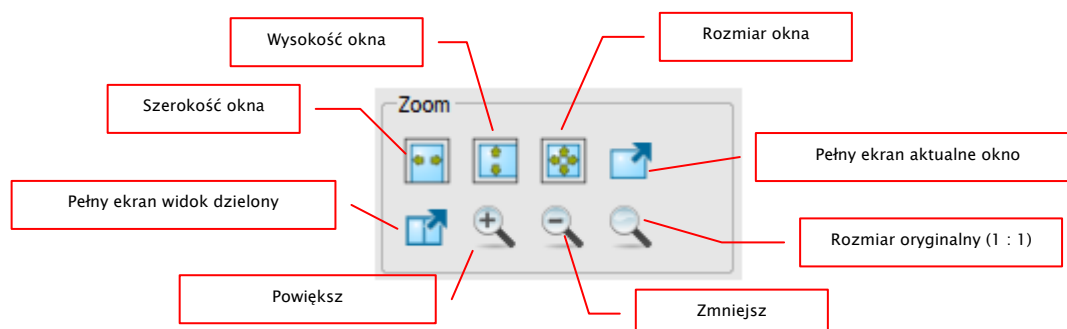 Wysokość okna
Rozmiar okna
Szerokość okna
Zoom
Pełny ekran aktualne okno
Pełny ekran widok dzielony
Rozmiar oryginalny (1 : 1)
Powiększ
Zmniejsz